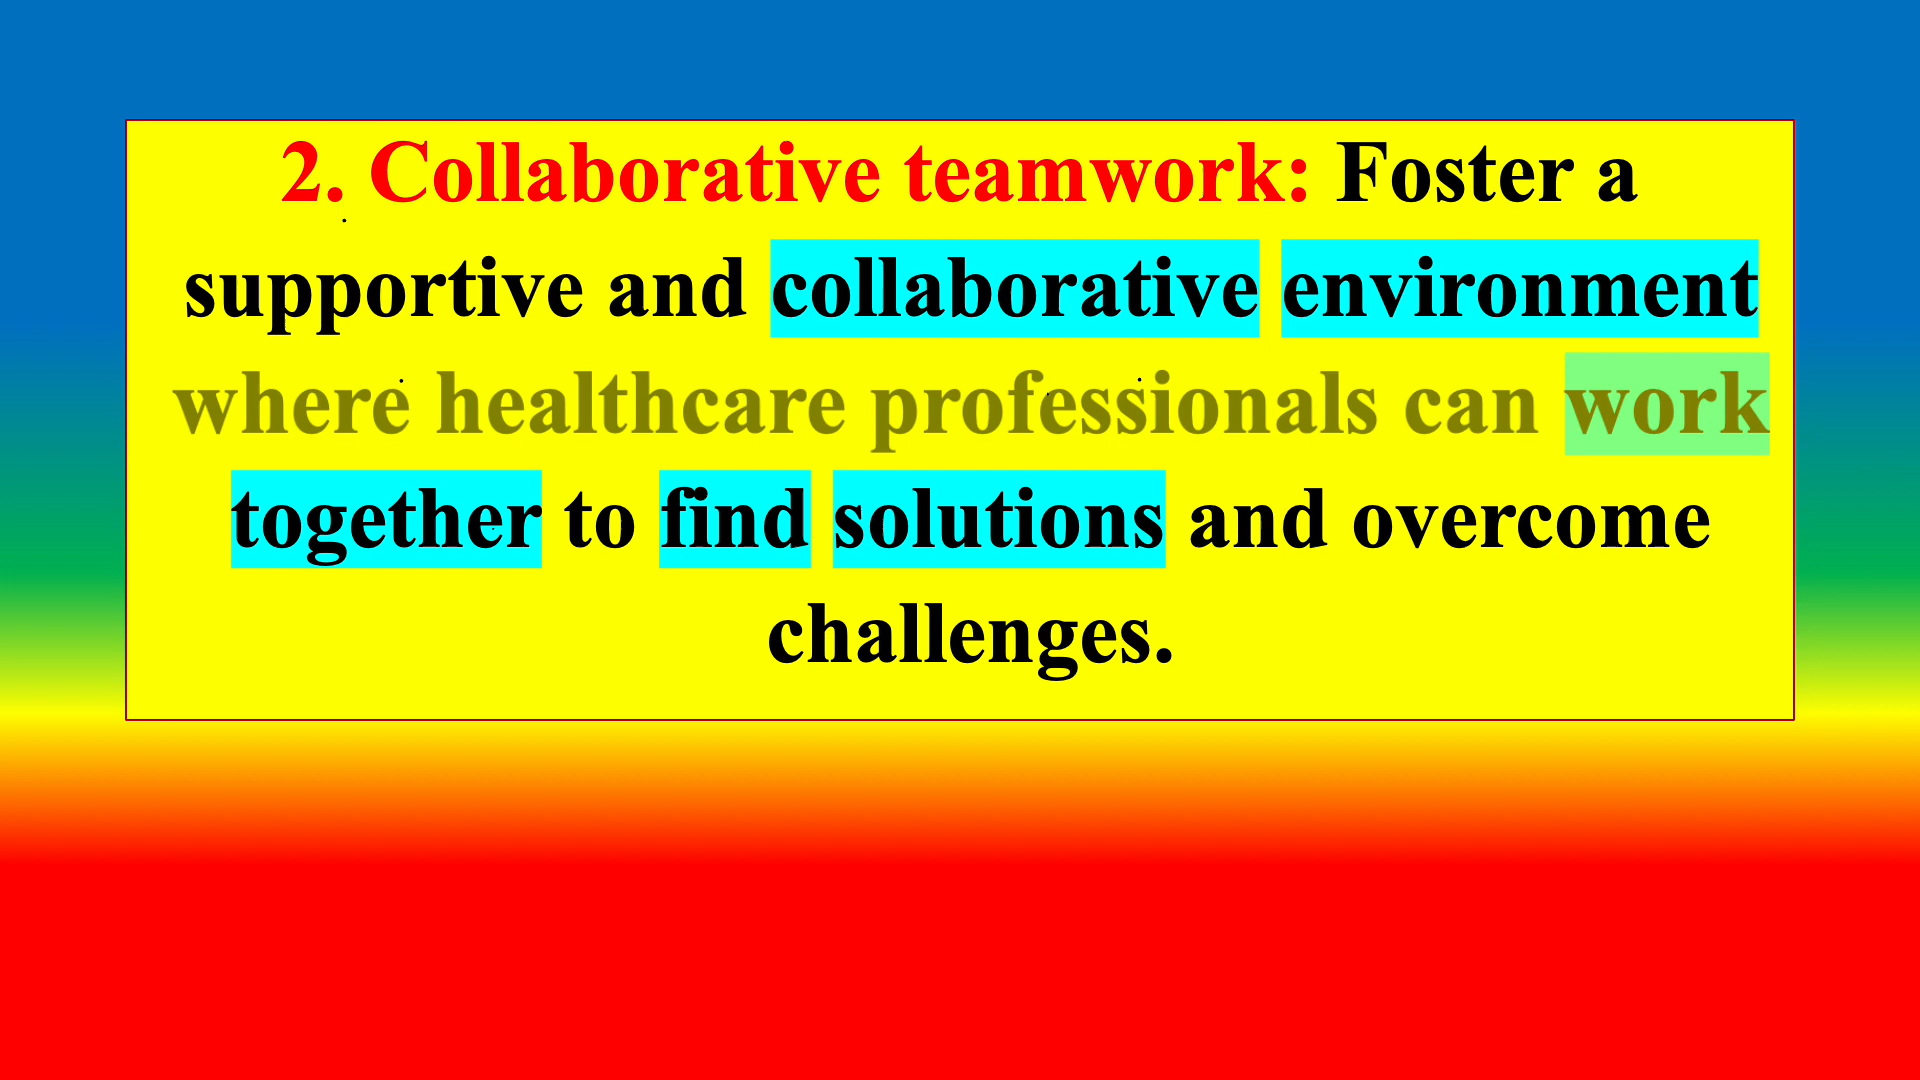 2. Collaborative teamwork: Foster a
supportive and collaborative environment
where healthcare professionals can work
together to find solutions and overcome
challenges.